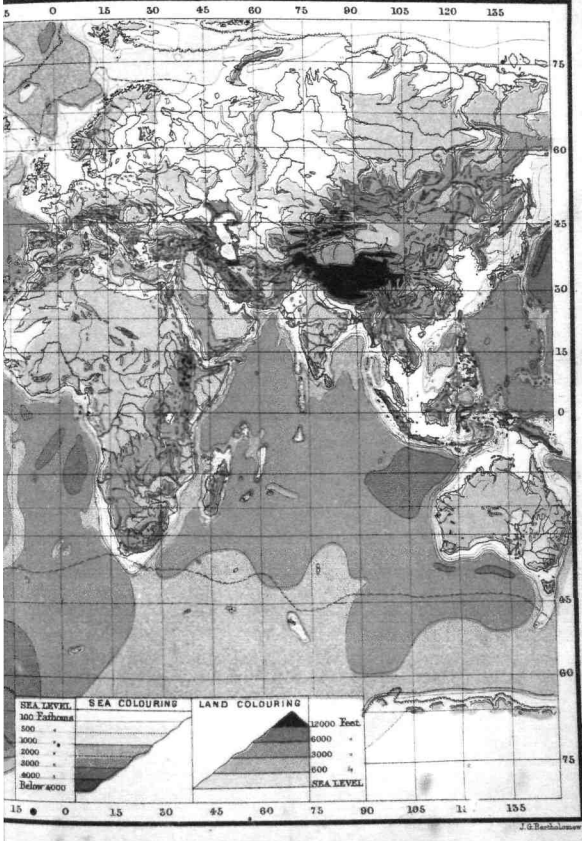 15 0 15 30 45 60 75 90 105 120 135
75
60
45
30
15
0
15
30
45
75
SEA LEVEL
100 Fathoms
500 "
1000 "
2000 "
3000 "
4000 "
Below 4000
SEA COLOURING
LAND COLOURING
12000 Feet
6000 "
3000 "
600 "
SEA LEVEL
15 0 15 30 45 60 75 90 105 135
J.G. Bartholomew